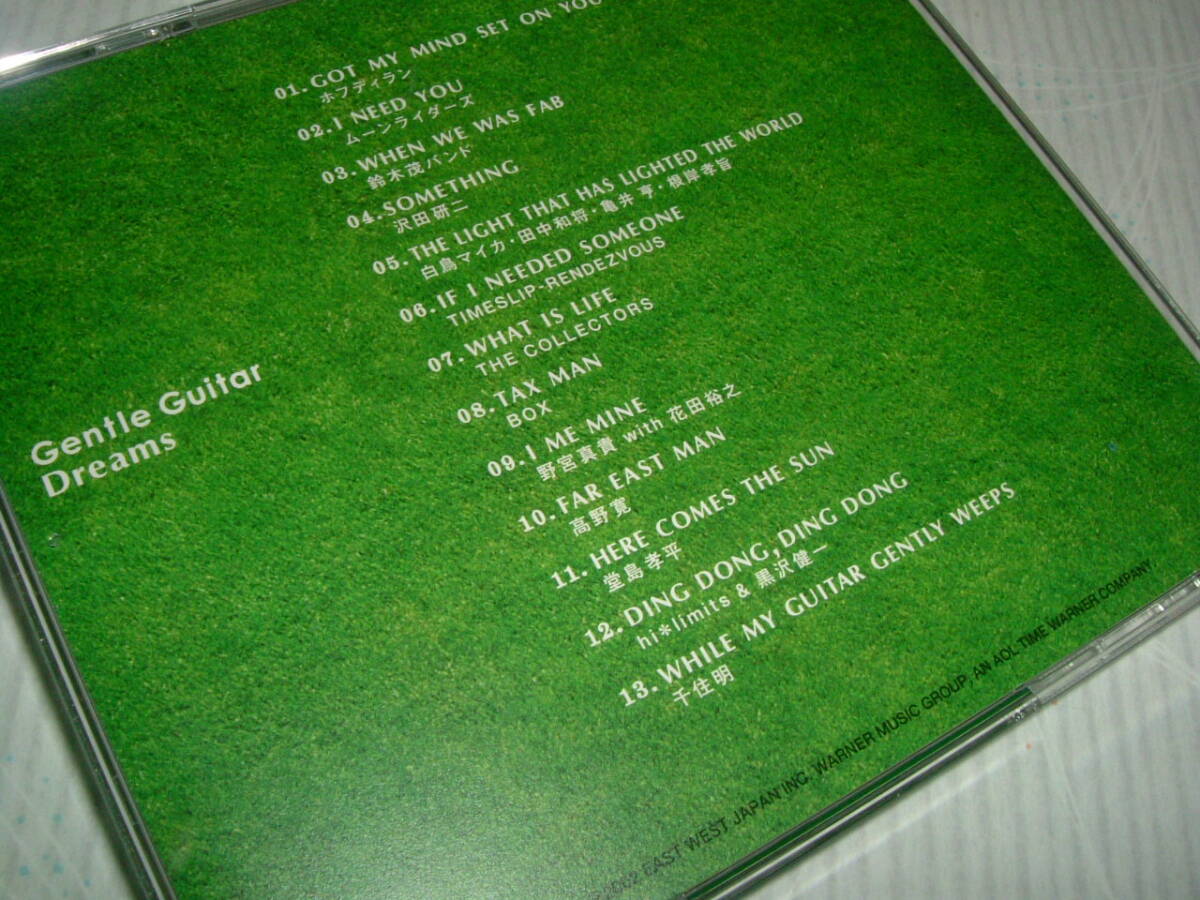 01. GOT MY MIND SET ON YOU
ホフディラン
02. I NEED YOU
ムーンライダーズ
03. WHEN WE WAS FAB
鈴木茂バンド
04. SOMETHING
沢田研二
05. THE LIGHT THAT HAS LIGHTED THE WORLD
白鳥マイカ・田中和将・亀井 亨・根岸孝旨
06. IF I NEEDED SOMEONE
TIMESLIP-RENDEZVOUS
07. WHAT IS LIFE
THE COLLECTORS
08. TAX MAN
BOX
09. I ME MINE
野宮真貴 with 花田裕之
10. FAR EAST MAN
高野寛
11. HERE COMES THE SUN
堂島孝平
12. DING DONG, DING DONG
hi*limits & 黒沢健一
13. WHILE MY GUITAR GENTLY WEEPS
千住明
Gentle Guitar
Dreams
2002 EAST WEST JAPAN INC. WARNER MUSIC GROUP, AN AOL TIME WARNER COMPANY.